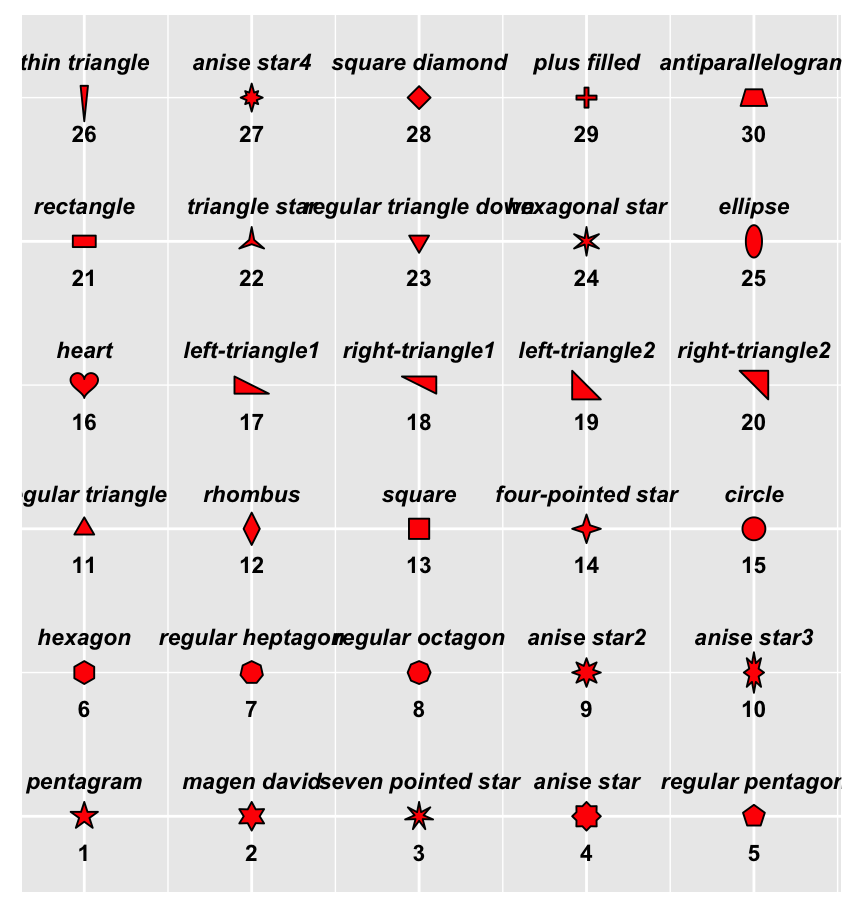 thin triangle anise star4 square diamond plus filled antiparallelogram
26 27 28 29 30
rectangle triangle star regular triangle down hexagonal star ellipse
21 22 23 24 25
heart left-triangle1 right-triangle1 left-triangle2 right-triangle2
16 17 18 19 20
egular triangle rhombus square four-pointed star circle
11 12 13 14 15
hexagon regular heptagon regular octagon anise star2 anise star3
6 7 8 9 10
pentagram magen david seven pointed star anise star regular pentagon
1 2 3 4 5